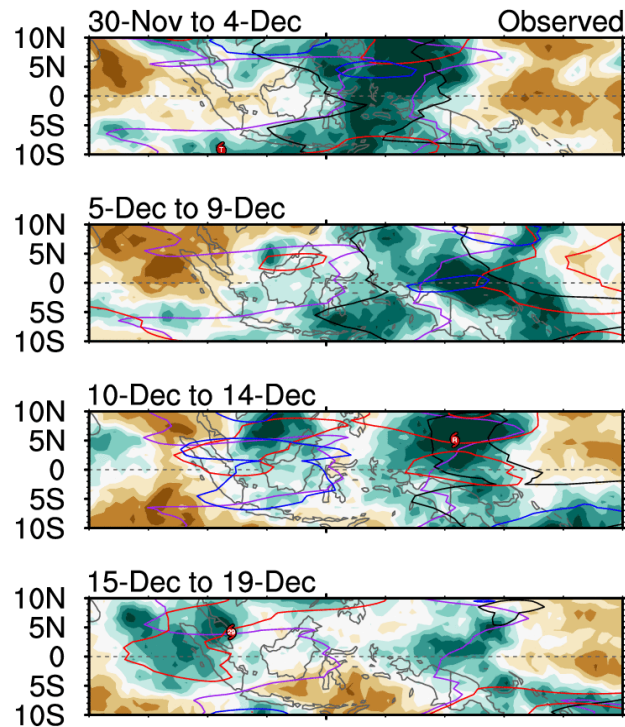 30-Nov to 4-Dec Observed
10N
5N
0
5S
10S
T
5-Dec to 9-Dec
10N
5N
0
5S
10S
10-Dec to 14-Dec
10N
5N
0
5S
10S
R
15-Dec to 19-Dec
10N
5N
0
5S
10S
29